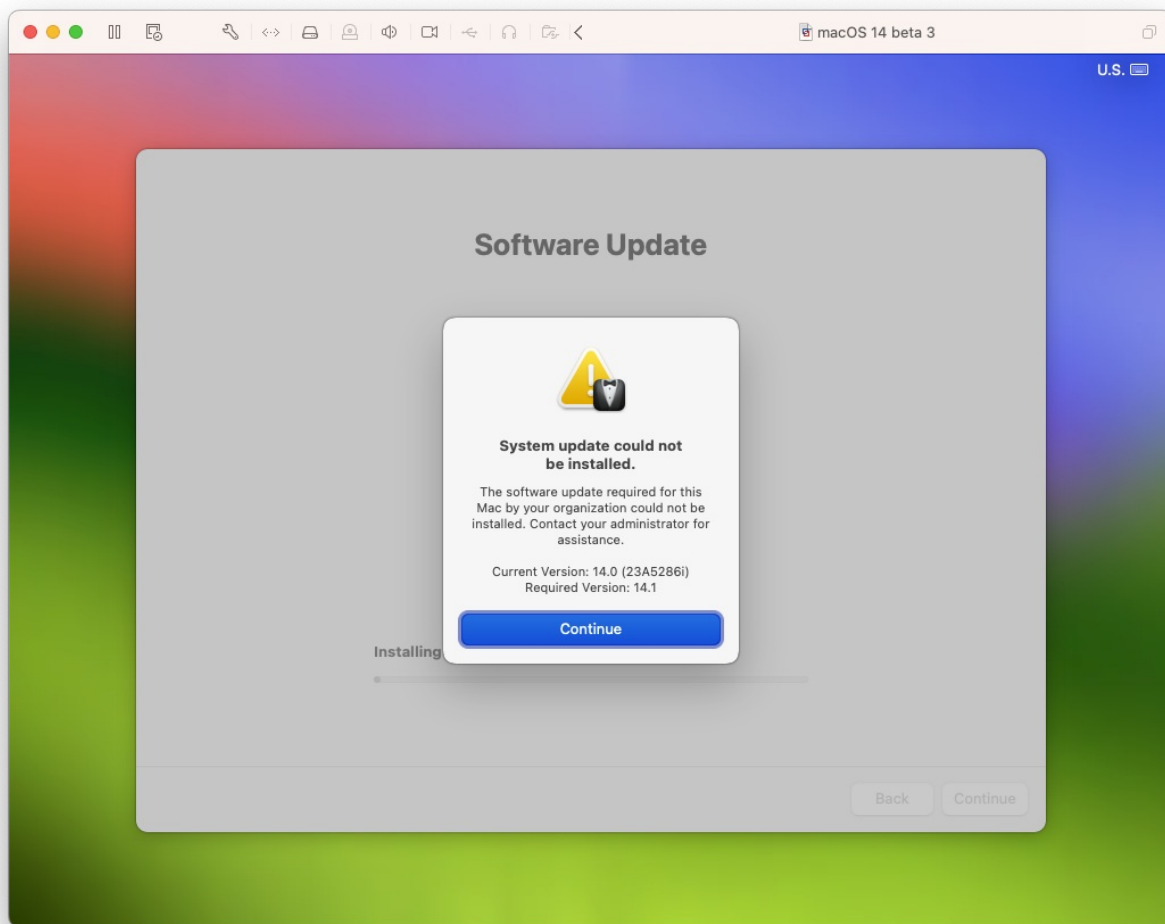 macOS 14 beta 3
U.S.
Software Update
System update could not
be installed.
The software update required for this
Mac by your organization could not be
installed. Contact your administrator for
assistance.
Current Version: 14.0 (23A5286i)
Required Version: 14.1
Continue
Installing
Back
Continue